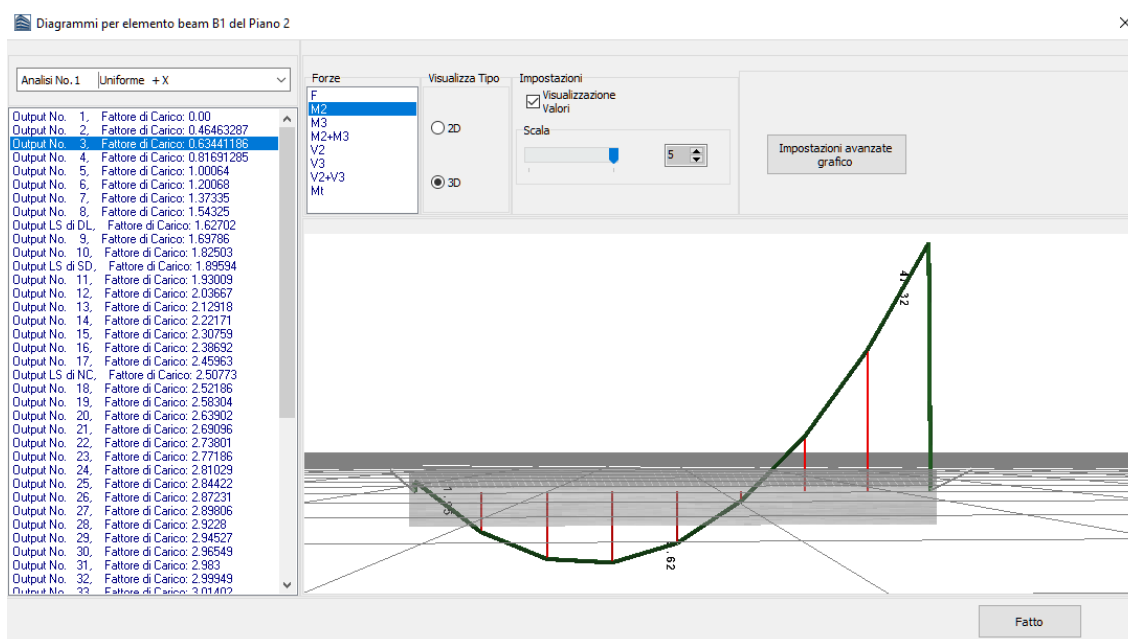 Diagrammi per elemento beam B1 del Piano 2
Analisi No.1 Uniforme +X
Output No. 1, Fattore di Carico: 0.00
Output No. 2, Fattore di Carico: 0.46463287
Output No. 3, Fattore di Carico: 0.63441186
Output No. 4, Fattore di Carico: 0.81691285
Output No. 5, Fattore di Carico: 1.00064
Output No. 6, Fattore di Carico: 1.20068
Output No. 7, Fattore di Carico: 1.37335
Output No. 8, Fattore di Carico: 1.54325
Output LS di DL, Fattore di Carico: 1.62702
Output No. 9, Fattore di Carico: 1.69786
Output No. 10, Fattore di Carico: 1.82503
Output LS di SD, Fattore di Carico: 1.89594
Output No. 11, Fattore di Carico: 1.93009
Output No. 12, Fattore di Carico: 2.03667
Output No. 13, Fattore di Carico: 2.12918
Output No. 14, Fattore di Carico: 2.22171
Output No. 15, Fattore di Carico: 2.30759
Output No. 16, Fattore di Carico: 2.38692
Output No. 17, Fattore di Carico: 2.45963
Output LS di NC, Fattore di Carico: 2.50773
Output No. 18, Fattore di Carico: 2.52186
Output No. 19, Fattore di Carico: 2.58304
Output No. 20, Fattore di Carico: 2.63902
Output No. 21, Fattore di Carico: 2.69096
Output No. 22, Fattore di Carico: 2.73801
Output No. 23, Fattore di Carico: 2.77186
Output No. 24, Fattore di Carico: 2.81029
Output No. 25, Fattore di Carico: 2.84422
Output No. 26, Fattore di Carico: 2.87231
Output No. 27, Fattore di Carico: 2.89806
Output No. 28, Fattore di Carico: 2.9228
Output No. 29, Fattore di Carico: 2.94527
Output No. 30, Fattore di Carico: 2.96549
Output No. 31, Fattore di Carico: 2.983
Output No. 32, Fattore di Carico: 2.99949
Output No. 33, Fattore di Carico: 3.01402
Forze
F
M2
M3
M2+M3
V2
V3
V2+V3
Mt
Visualizza Tipo
2D
3D
Impostazioni
Visualizzazione
Valori
Scala
5
Impostazioni avanzate
grafico
Fatto